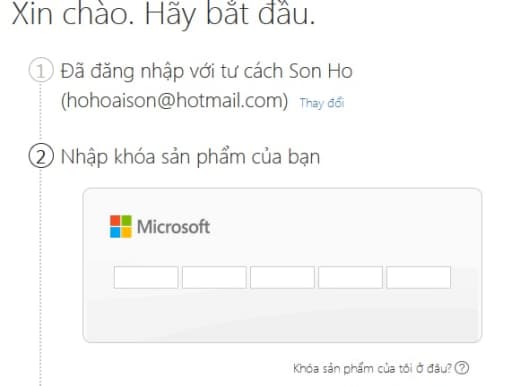 Xin chào. Hãy bắt đầu.
1 Đã đăng nhập với tư cách Son Ho
(hohoaison@hotmail.com) Thay đổi
2 Nhập khóa sản phẩm của bạn
Microsoft
Khóa sản phẩm của tôi ở đâu? ?